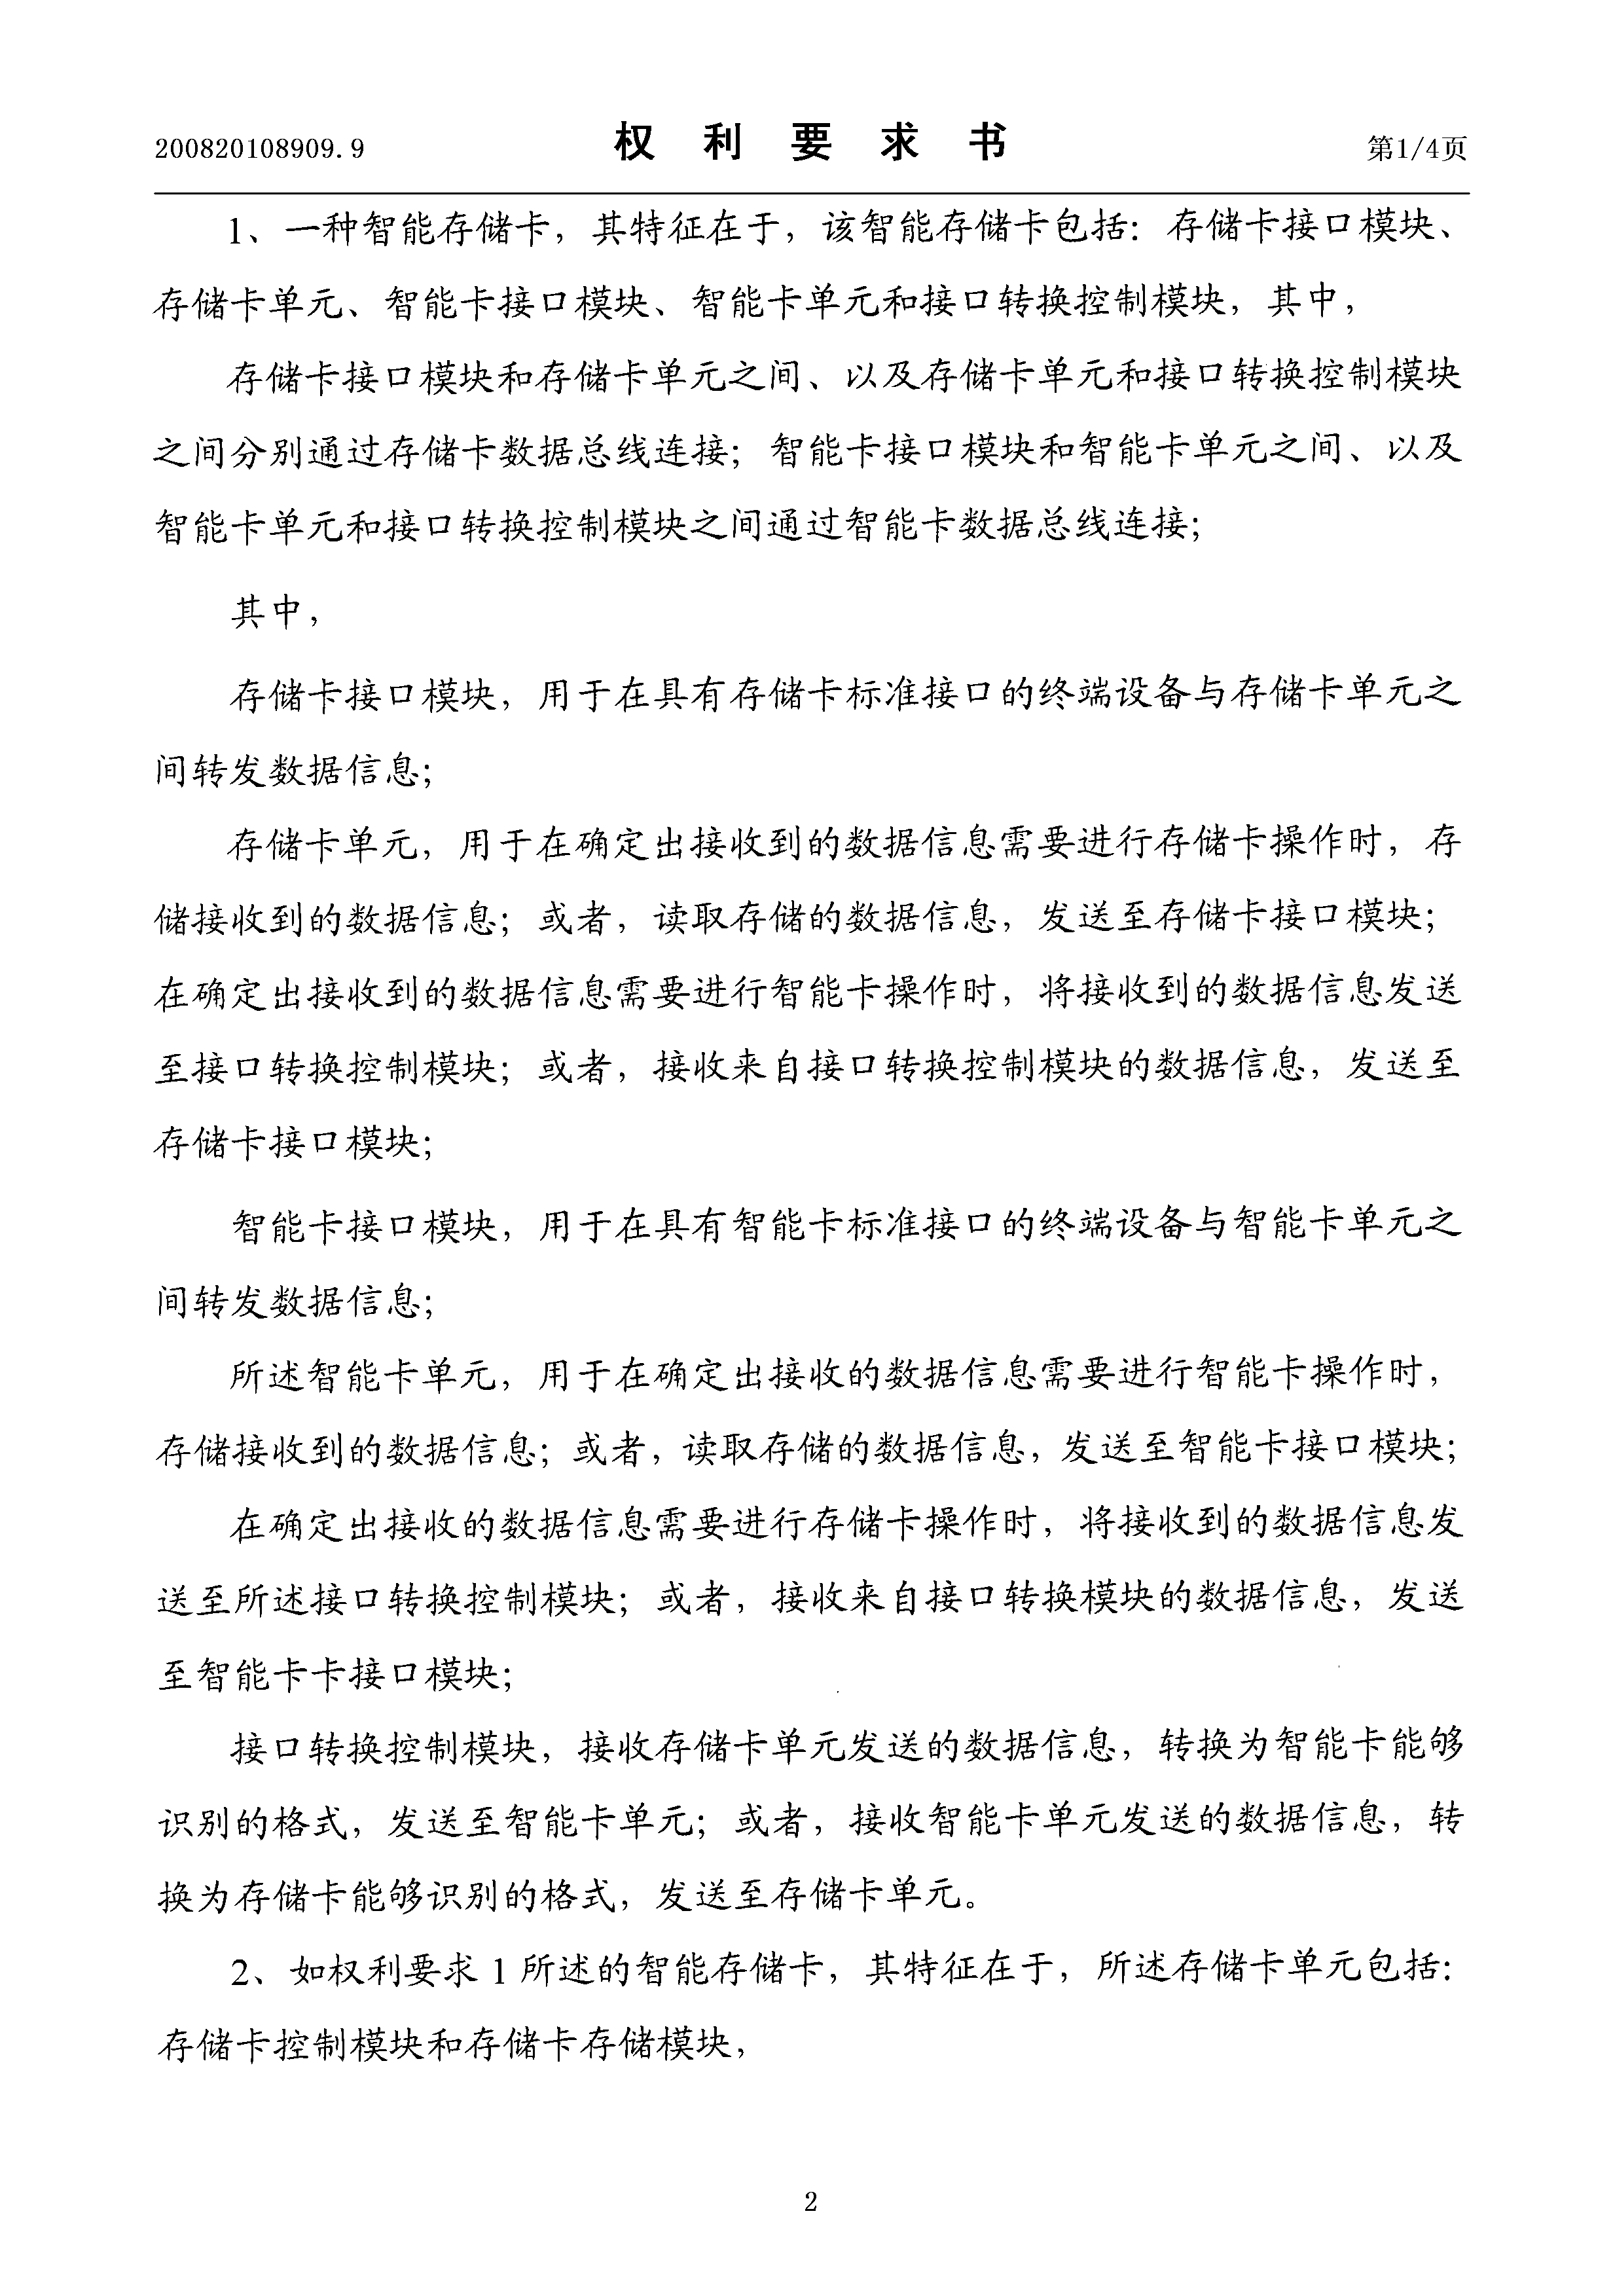 200820108909.9 权利要求书 第1/4页
1、一种智能存储卡，其特征在于，该智能存储卡包括：存储卡接口模块、
存储卡单元、智能卡接口模块、智能卡单元和接口转换控制模块，其中，
存储卡接口模块和存储卡单元之间、以及存储卡单元和接口转换控制模块
之间分别通过存储卡数据总线连接；智能卡接口模块和智能卡单元之间、以及
智能卡单元和接口转换控制模块之间通过智能卡数据总线连接；
其中，
存储卡接口模块，用于在具有存储卡标准接口的终端设备与存储卡单元之
间转发数据信息；
存储卡单元，用于在确定出接收到的数据信息需要进行存储卡操作时，存
储接收到的数据信息；或者，读取存储的数据信息，发送至存储卡接口模块；
在确定出接收到的数据信息需要进行智能卡操作时，将接收到的数据信息发送
至接口转换控制模块；或者，接收来自接口转换控制模块的数据信息，发送至
存储卡接口模块；
智能卡接口模块，用于在具有智能卡标准接口的终端设备与智能卡单元之
间转发数据信息；
所述智能卡单元，用于在确定出接收的数据信息需要进行智能卡操作时，
存储接收到的数据信息；或者，读取存储的数据信息，发送至智能卡接口模块；
在确定出接收的数据信息需要进行存储卡操作时，将接收到的数据信息发
送至所述接口转换控制模块；或者，接收来自接口转换模块的数据信息，发送
至智能卡卡接口模块；
接口转换控制模块，接收存储卡单元发送的数据信息，转换为智能卡能够
识别的格式，发送至智能卡单元；或者，接收智能卡单元发送的数据信息，转
换为存储卡能够识别的格式，发送至存储卡单元。
2、如权利要求 1 所述的智能存储卡，其特征在于，所述存储卡单元包括：
存储卡控制模块和存储卡存储模块，
2